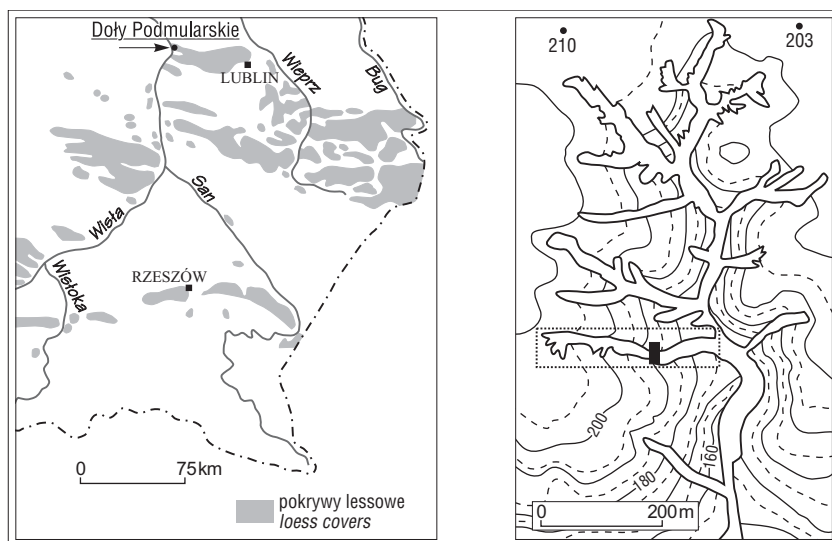 Doły Podmularskie
LUBLIN
Wieprz
Bug
San
Wisła
Wisłoka
RZESZÓW
0 75km
pokrywy lessowe
loess covers
210
203
200
180
160
0 200m